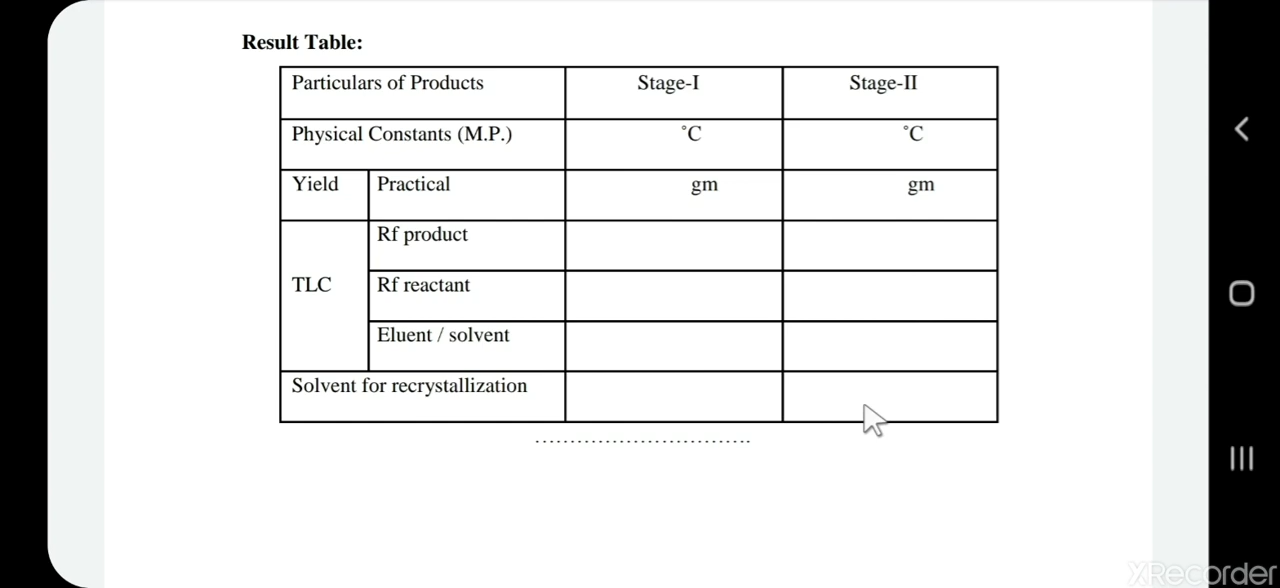 Result Table:
Particulars of Products Stage-I Stage-II
Physical Constants (M.P.) °C °C
Yield Practical gm gm
Rf product
TLC Rf reactant
Eluent / solvent
Solvent for recrystallization
…………………………
XRecorder